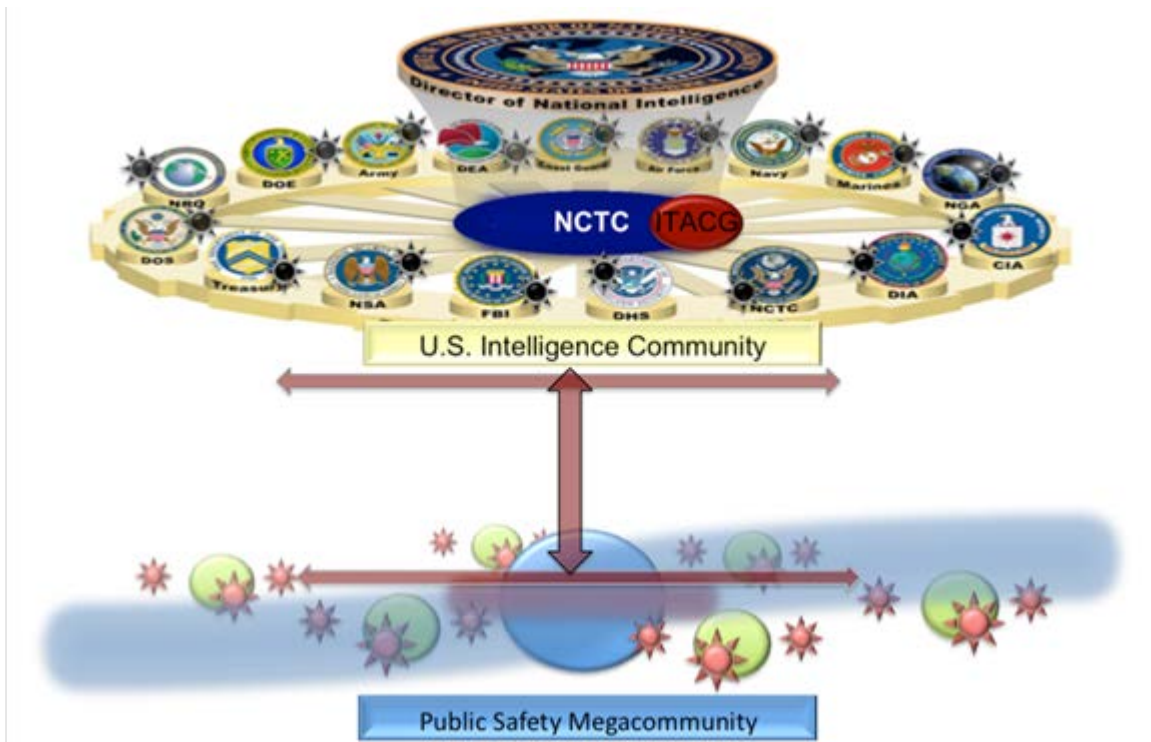 Director of National Intelligence
NRO
DOE
Army
DEA
Coast Guard
Air Force
Navy
Marines
NGA
NCTC
ITACG
DOS
Treasury
NSA
FBI
DHS
NCTC
DIA
CIA
U.S. Intelligence Community
Public Safety Megacommunity